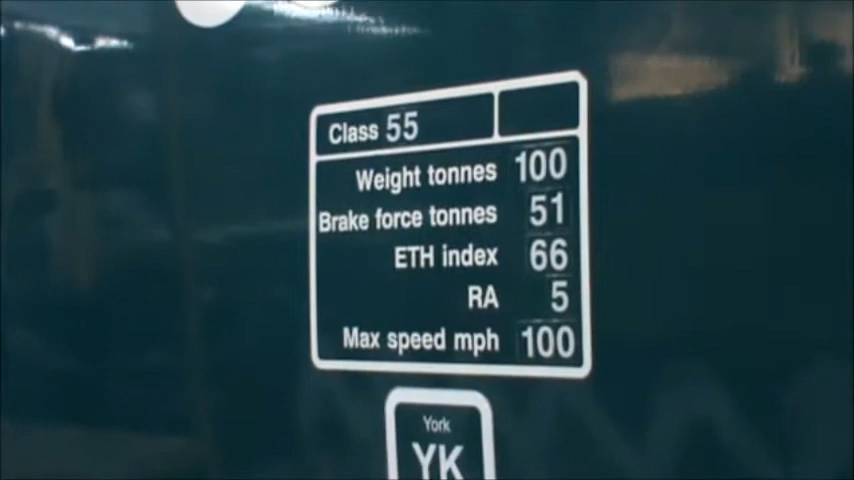 Class 55
Weight tonnes 100
Brake force tonnes 51
ETH index 66
RA 5
Max speed mph 100
York
YK